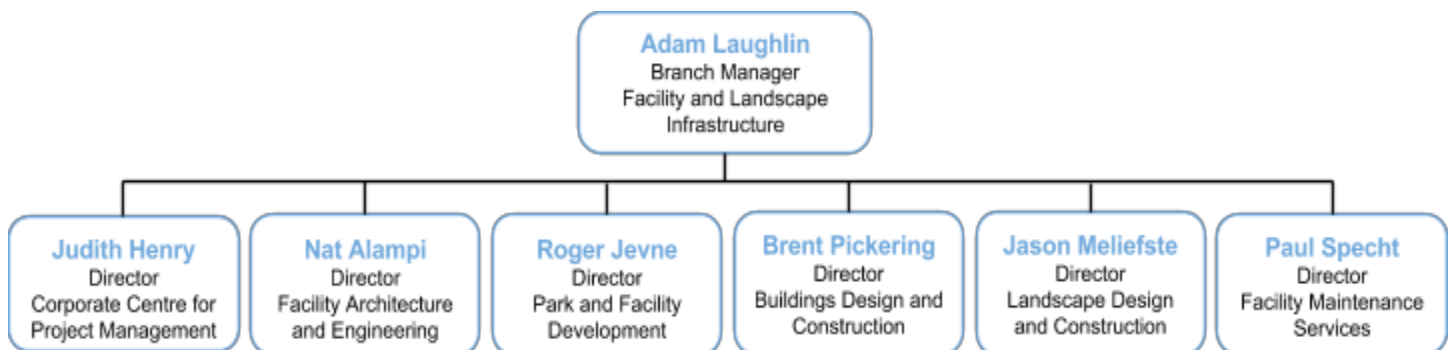 Adam Laughlin
Branch Manager
Facility and Landscape
Infrastructure
Judith Henry
Director
Corporate Centre for
Project Management
Nat Alampi
Director
Facility Architecture
and Engineering
Roger Jevne
Director
Park and Facility
Development
Brent Pickering
Director
Buildings Design and
Construction
Jason Meliefste
Director
Landscape Design
and Construction
Paul Specht
Director
Facility Maintenance
Services